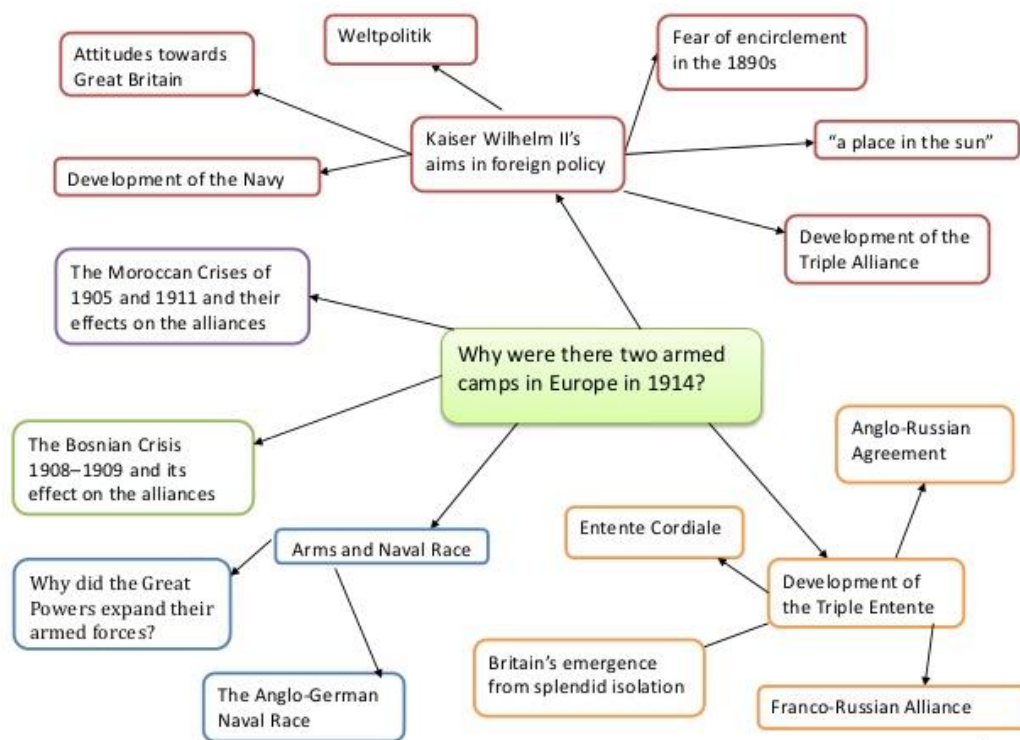 Weltpolitik
Attitudes towards
Great Britain
Fear of encirclement
in the 1890s
Kaiser Wilhelm II’s
aims in foreign policy
“a place in the sun”
Development of the Navy
Development of the
Triple Alliance
The Moroccan Crises of
1905 and 1911 and their
effects on the alliances
Why were there two armed
camps in Europe in 1914?
The Bosnian Crisis
1908–1909 and its
effect on the alliances
Anglo-Russian
Agreement
Entente Cordiale
Arms and Naval Race
Why did the Great
Powers expand their
armed forces?
Development of
the Triple Entente
Britain’s emergence
from splendid isolation
The Anglo-German
Naval Race
Franco-Russian Alliance